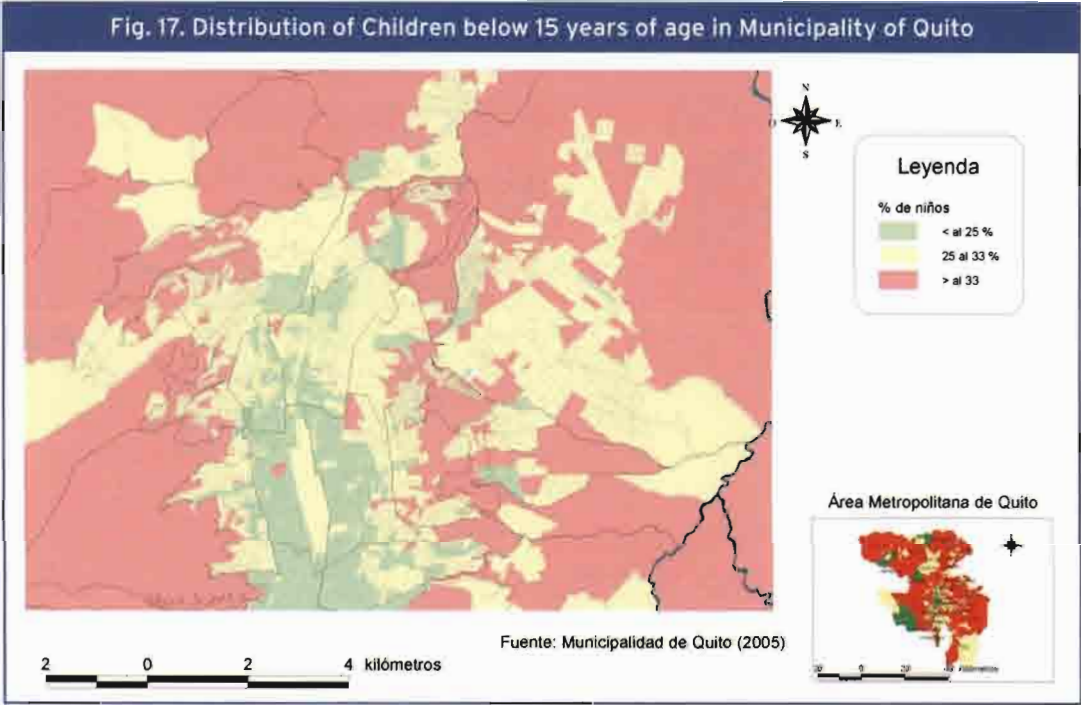 Fig. 17. Distribution of Children below 15 years of age in Municipality of Quito
N
O E
S
Leyenda
% de niños
< al 25 %
25 al 33 %
> al 33
Área Metropolitana de Quito
Fuente: Municipalidad de Quito (2005)
2 0 2 4 kilómetros